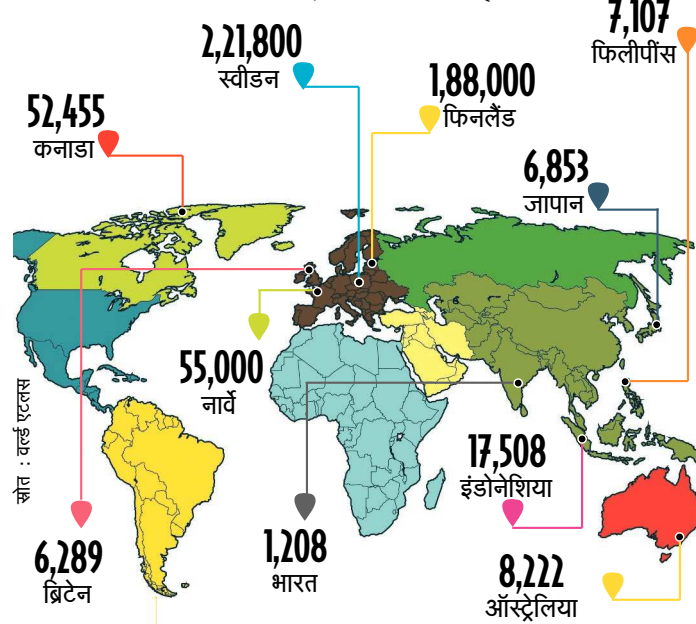 7,107
फिलीपींस
2,21,800
स्वीडन
1,88,000
फिनलैंड
52,455
कनाडा
6,853
जापान
55,000
नार्वे
स्रोत : वर्ल्ड एटलस
17,508
इंडोनेशिया
6,289
ब्रिटेन
1,208
भारत
8,222
ऑस्ट्रेलिया